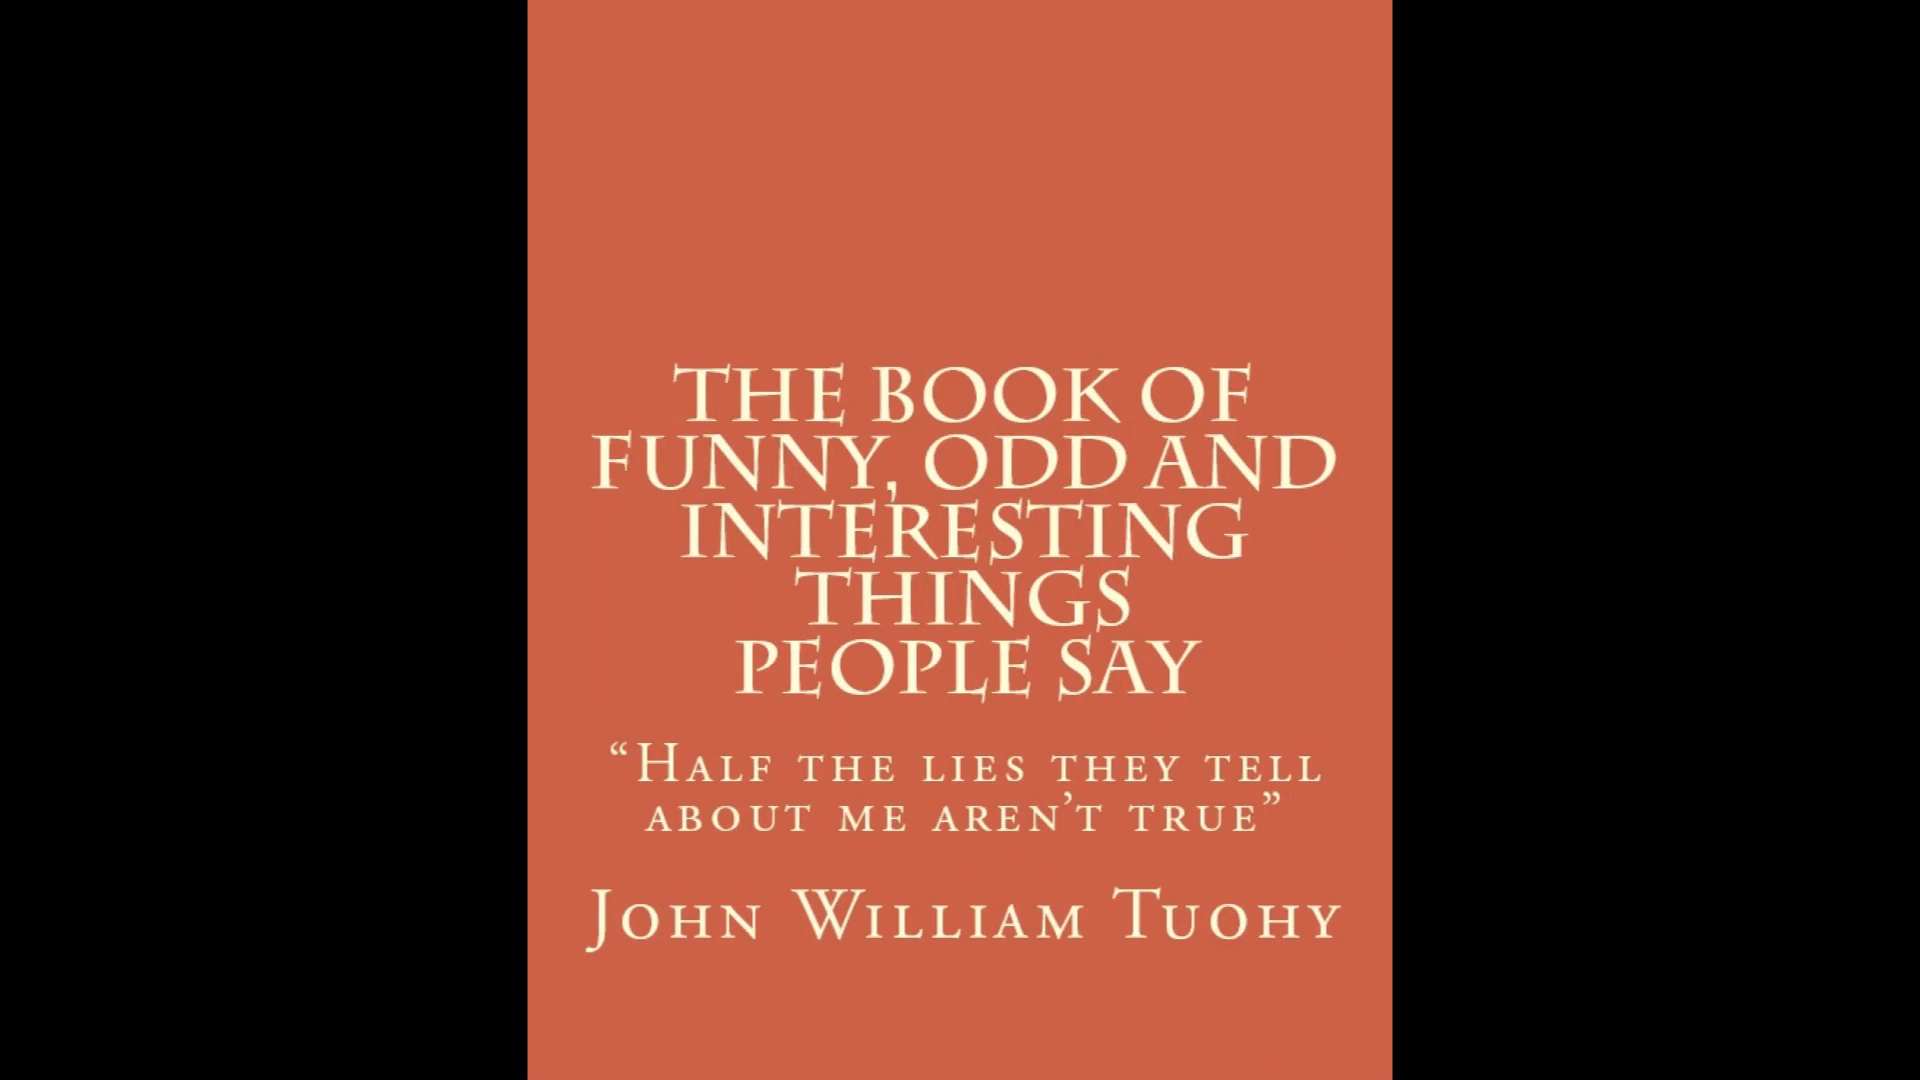 THE BOOK OF
FUNNY, ODD AND
INTERESTING
THINGS
PEOPLE SAY
“HALF THE LIES THEY TELL
ABOUT ME AREN’T TRUE”
JOHN WILLIAM TUOHY